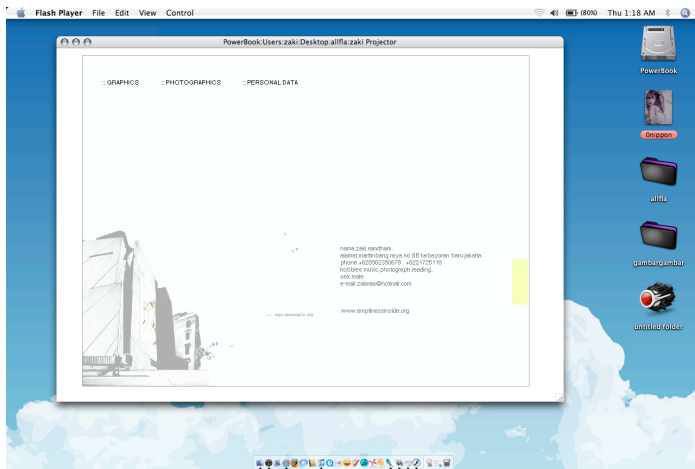 Flash Player File Edit View Control (80%) Thu 1:18 AM
PowerBook:Users:zaki:Desktop:allfla:zaki Projector
:: GRAPHICS :: PHOTOGRAPHICS :: PERSONAL DATA
PowerBook
0nippon
allfla
gambargambar
untitled folder
nama.zaki ramdhani.
alamat.martimbang raya no.8B kebayoran baru jakarta
phone.+628562350678 . +6221725116
hobbies.music.photograph.reading.
sex.male.
e-mail.zakiraa@hotmail.com
www.emptinessinside.org